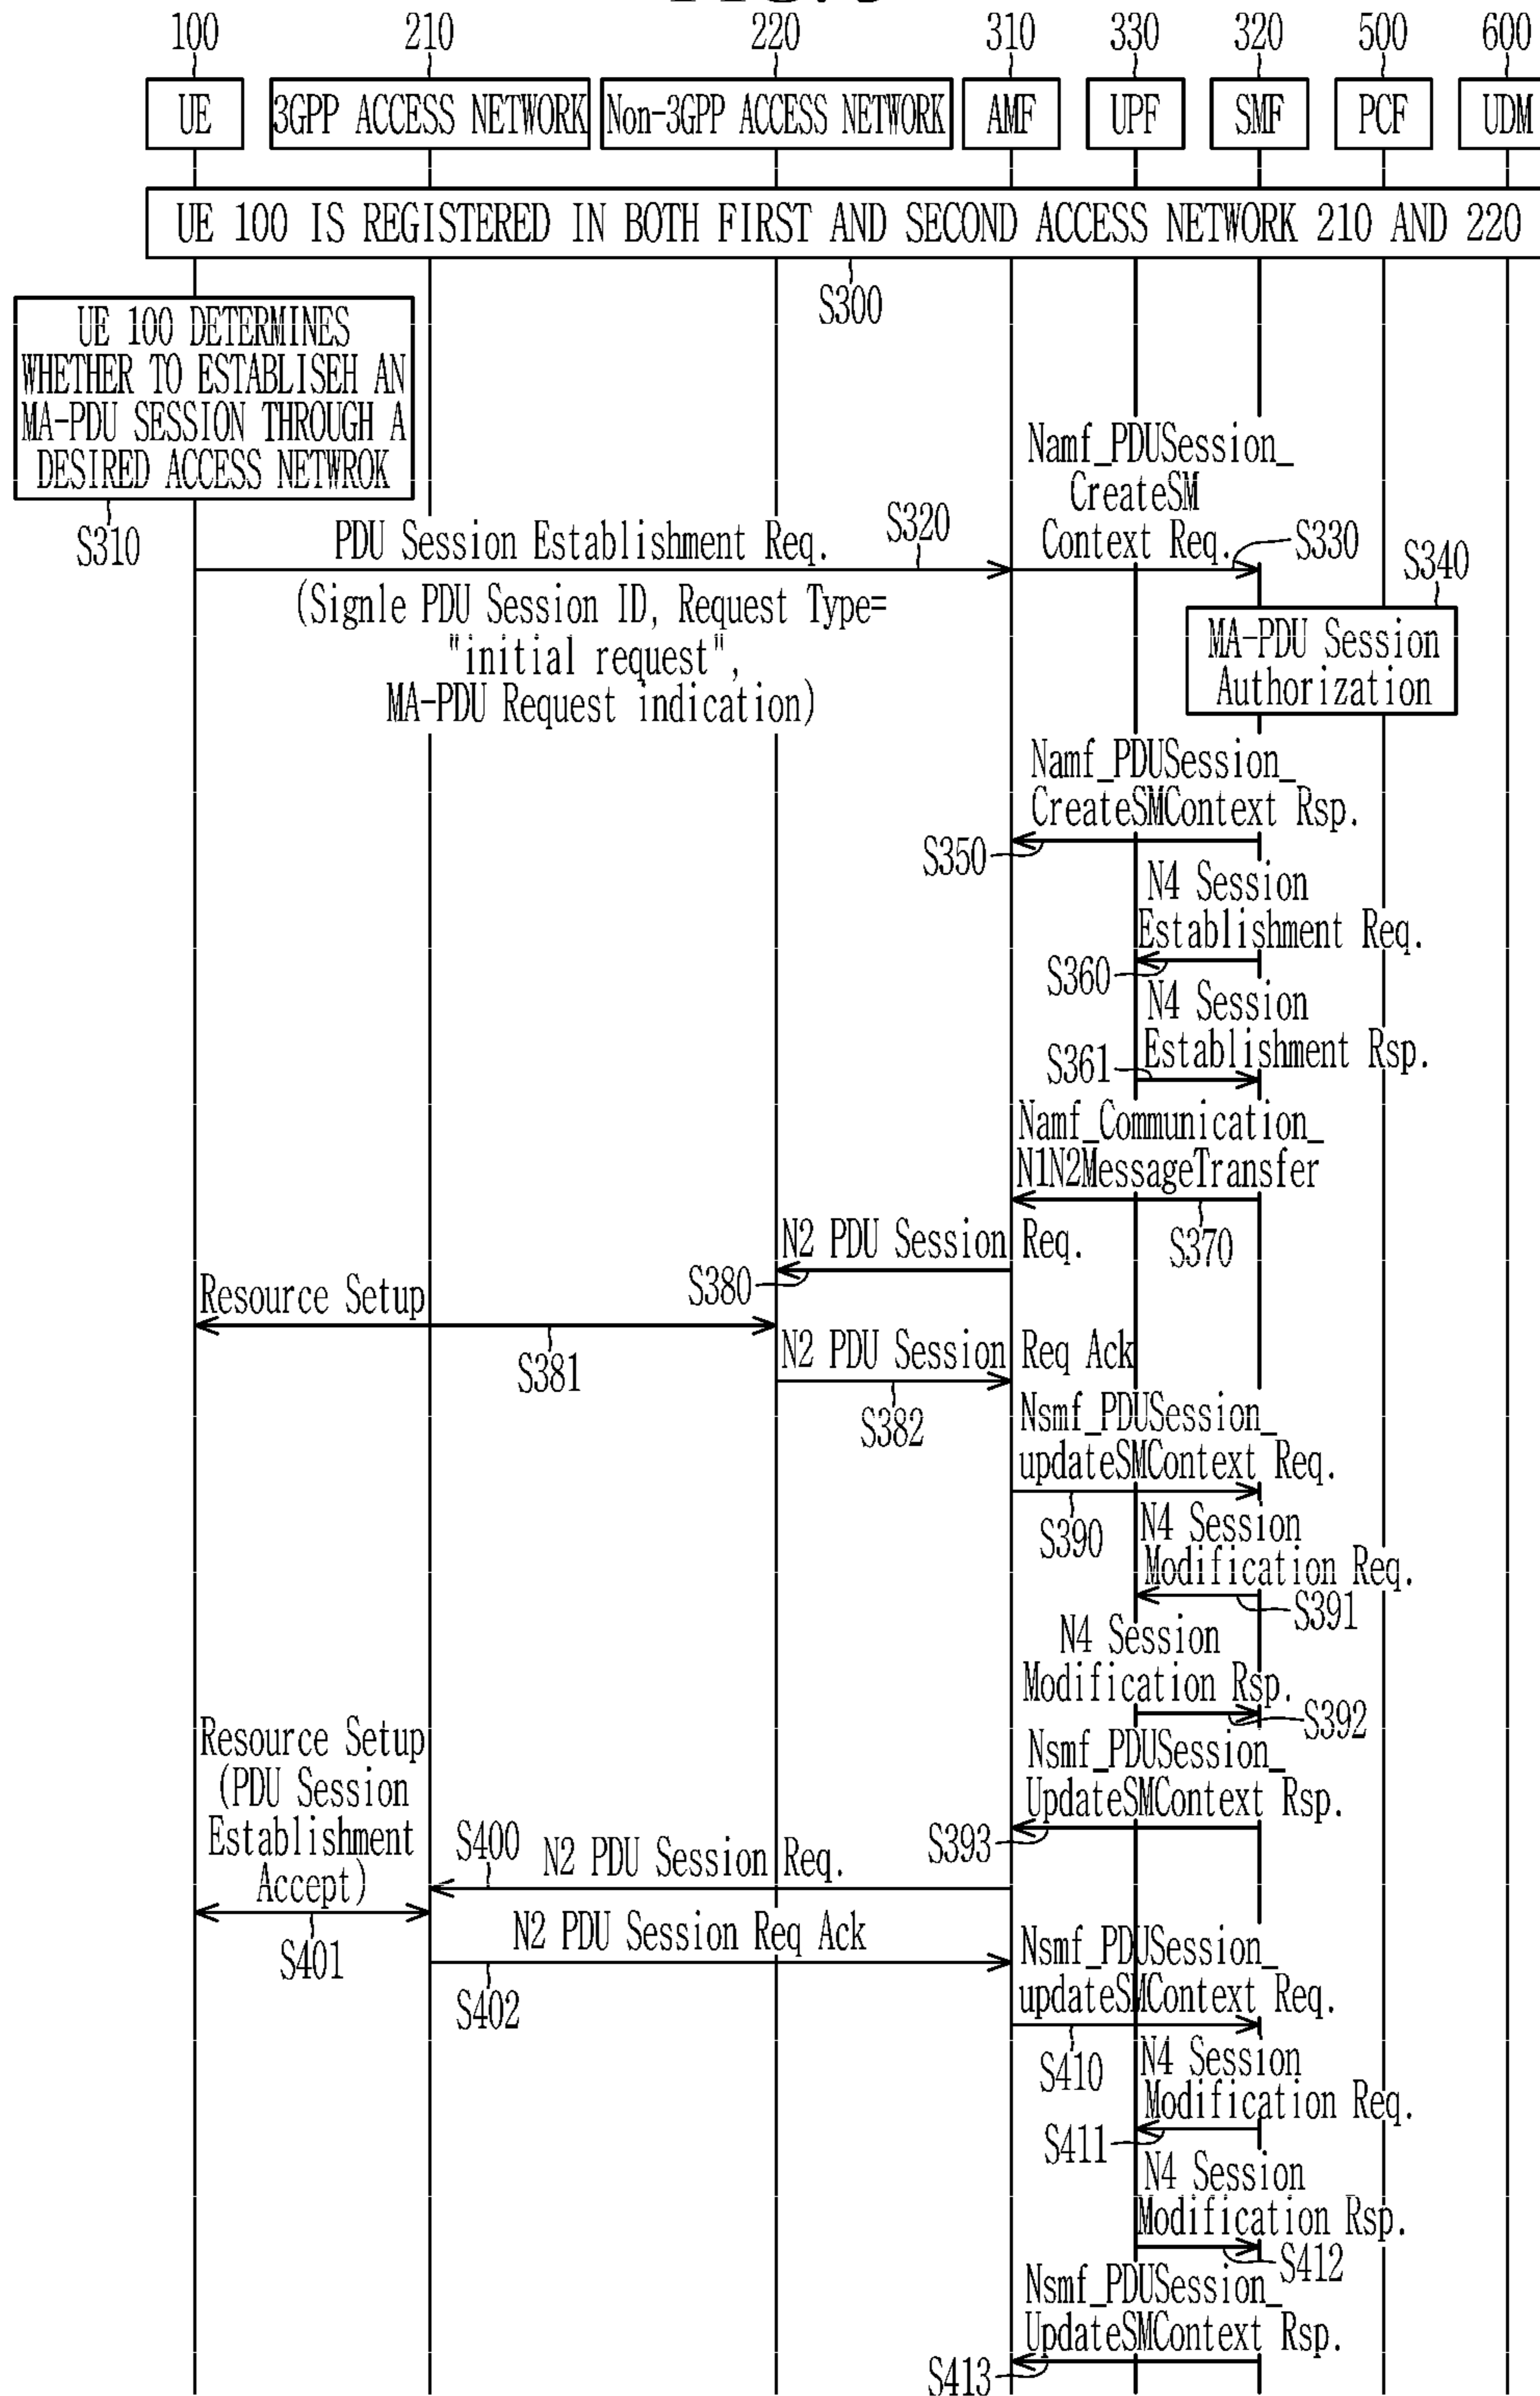 100 210 220 310 330 320 500 600
UE 3GPP ACCESS NETWORK Non-3GPP ACCESS NETWORK AMF UPF SMF PCF UDM
UE 100 IS REGISTERED IN BOTH FIRST AND SECOND ACCESS NETWORK 210 AND 220
S300
UE 100 DETERMINES
WHETHER TO ESTABLISEH AN
MA-PDU SESSION THROUGH A
DESIRED ACCESS NETWROK
S310
PDU Session Establishment Req.
S320
(Signle PDU Session ID, Request Type=
"initial request",
MA-PDU Request indication)
Namf_PDUSession_
CreateSM
Context Req.
S330
S340
MA-PDU Session
Authorization
Namf_PDUSession_
CreateSMContext Rsp.
S350
N4 Session
Establishment Req.
S360
N4 Session
Establishment Rsp.
S361
Namf_Communication_
N1N2MessageTransfer
S370
N2 PDU Session Req.
S380
Resource Setup
S381
N2 PDU Session Req Ack
S382
Nsmf_PDUSession_
updateSMContext Req.
S390
N4 Session
Modification Req.
S391
N4 Session
Modification Rsp.
S392
Nsmf_PDUSession_
UpdateSMContext Rsp.
S393
S400
N2 PDU Session Req.
Resource Setup
(PDU Session
Establishment
Accept)
S401
N2 PDU Session Req Ack
S402
Nsmf_PDUSession_
updateSMContext Req.
S410
N4 Session
Modification Req.
S411
N4 Session
Modification Rsp.
S412
Nsmf_PDUSession_
UpdateSMContext Rsp.
S413